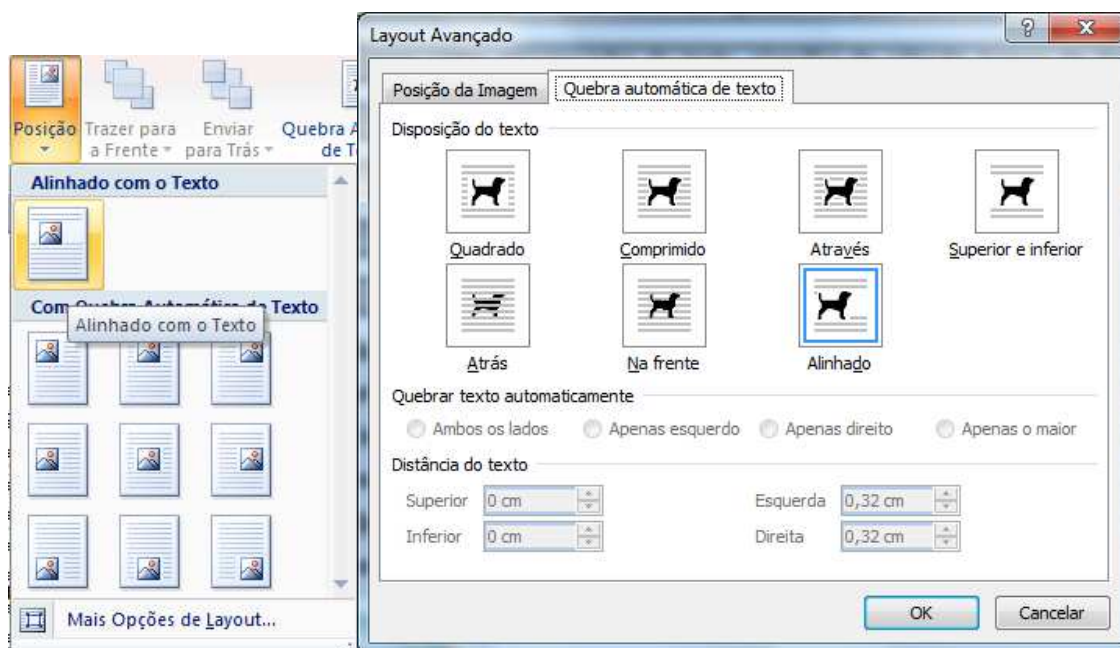 Posição
Trazer para
a Frente
Enviar
para Trás
Quebra A
de T
Alinhado com o Texto
Com Quebra Automática de Texto
Alinhado com o Texto
Mais Opções de Layout...
Layout Avançado
Posição da Imagem
Quebra automática de texto
Disposição do texto
Quadrado
Comprimido
Através
Superior e inferior
Atrás
Na frente
Alinhado
Quebrar texto automaticamente
Ambos os lados
Apenas esquerdo
Apenas direito
Apenas o maior
Distância do texto
Superior
0 cm
Esquerda
0,32 cm
Inferior
0 cm
Direita
0,32 cm
OK
Cancelar